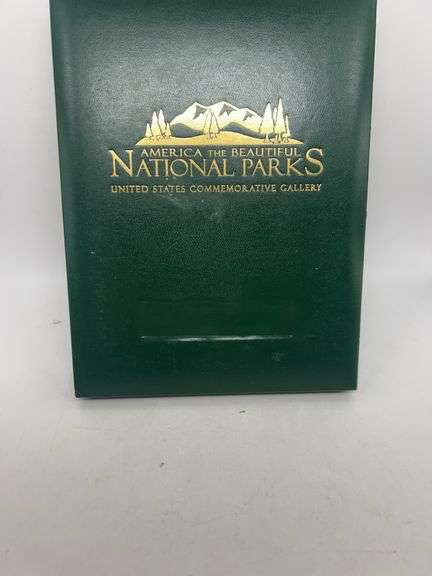 AMERICA THE BEAUTIFUL
NATIONAL PARKS
UNITED STATES COMMEMORATIVE GALLERY